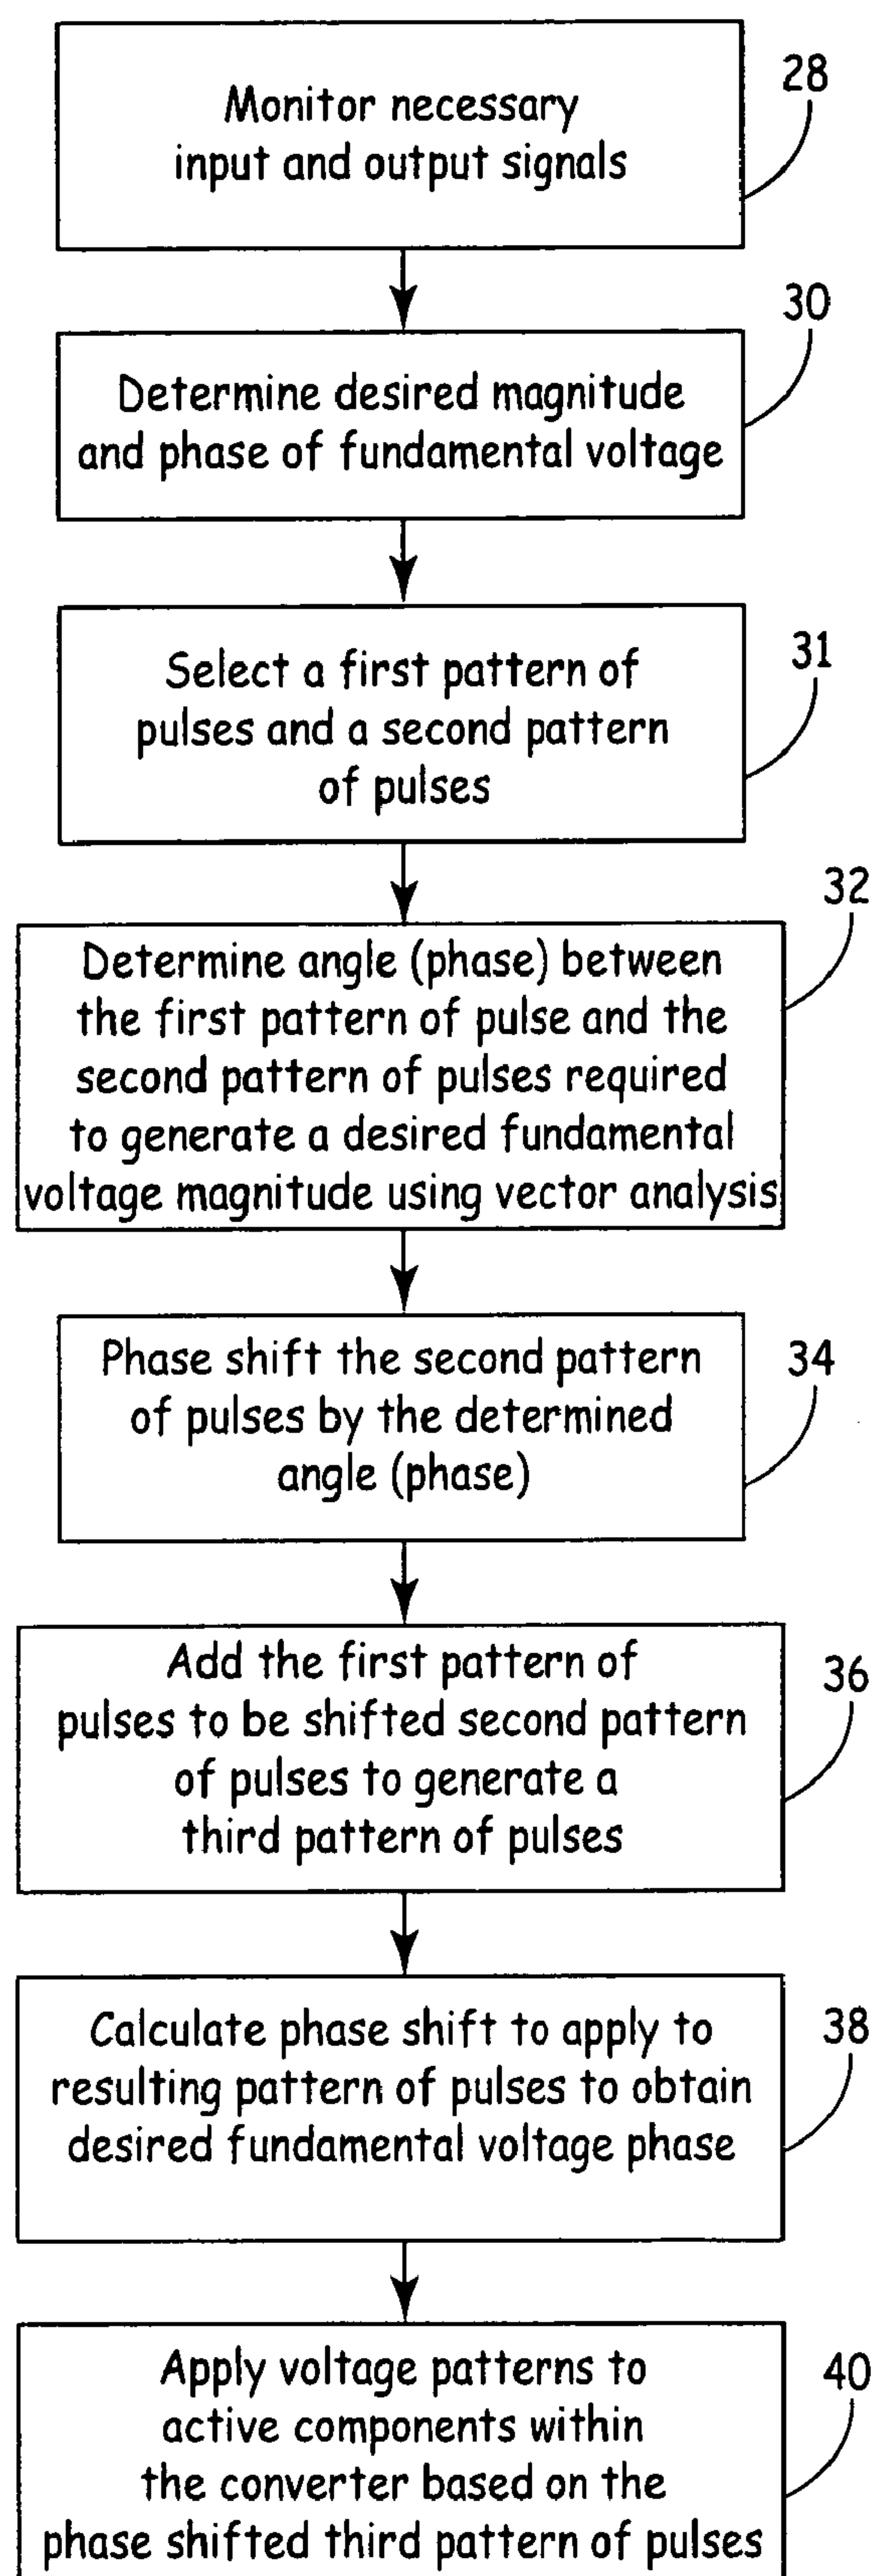 Monitor necessary
input and output signals
28
30
Determine desired magnitude
and phase of fundamental voltage
31
Select a first pattern of
pulses and a second pattern
of pulses
32
Determine angle (phase) between
the first pattern of pulse and the
second pattern of pulses required
to generate a desired fundamental
voltage magnitude using vector analysis
Phase shift the second pattern
of pulses by the determined
angle (phase)
34
Add the first pattern of
pulses to be shifted second pattern
of pulses to generate a
third pattern of pulses
36
Calculate phase shift to apply to
resulting pattern of pulses to obtain
desired fundamental voltage phase
38
Apply voltage patterns to
active components within
the converter based on the
phase shifted third pattern of pulses
40